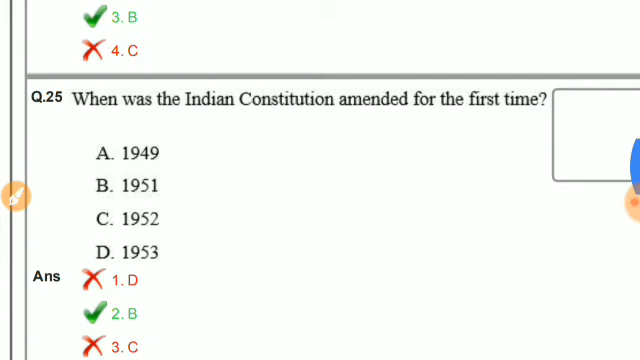 3. B
4. C
Q.25 When was the Indian Constitution amended for the first time?
A. 1949
B. 1951
C. 1952
D. 1953
Ans 1. D
2. B
3. C